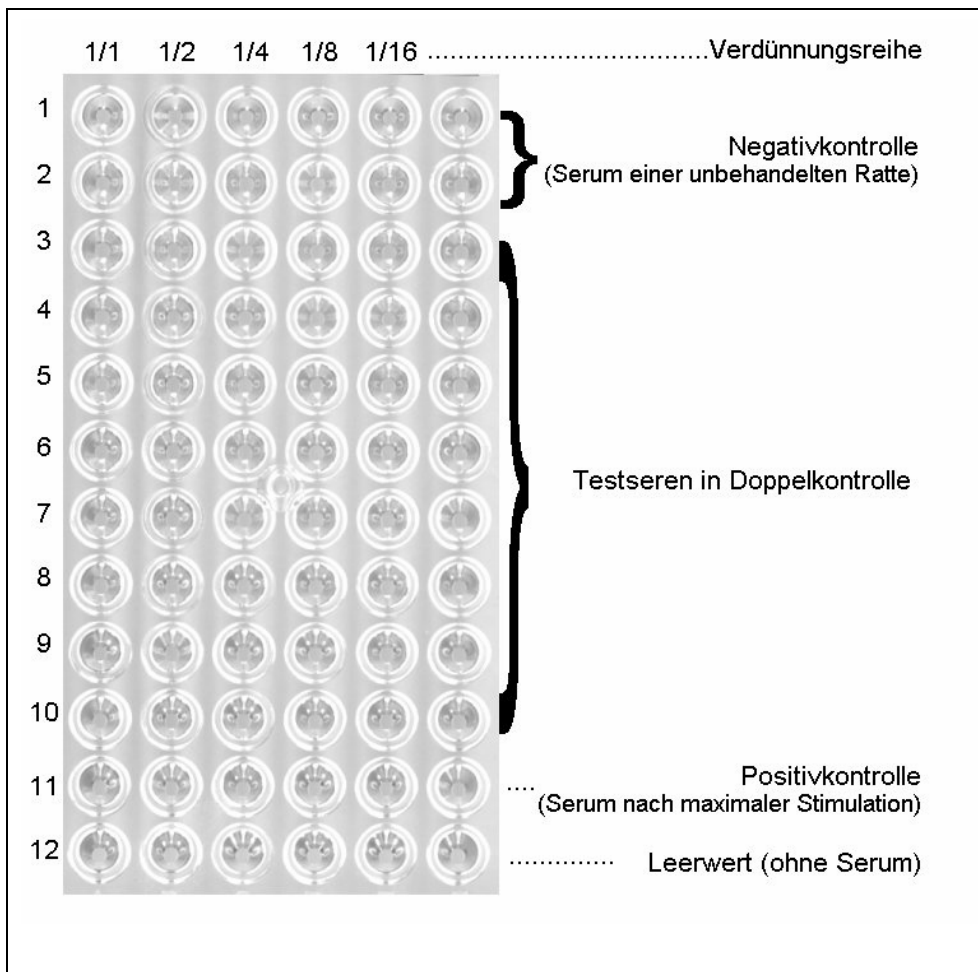 1/1 1/2 1/4 1/8 1/16 ..............................Verdünnungsreihe
1
Negativkontrolle
2
(Serum einer unbehandelten Ratte)
3
4
5
6
Testseren in Doppelkontrolle
7
8
9
10
Positivkontrolle
11 ....
(Serum nach maximaler Stimulation)
12 ............. Leerwert (ohne Serum)